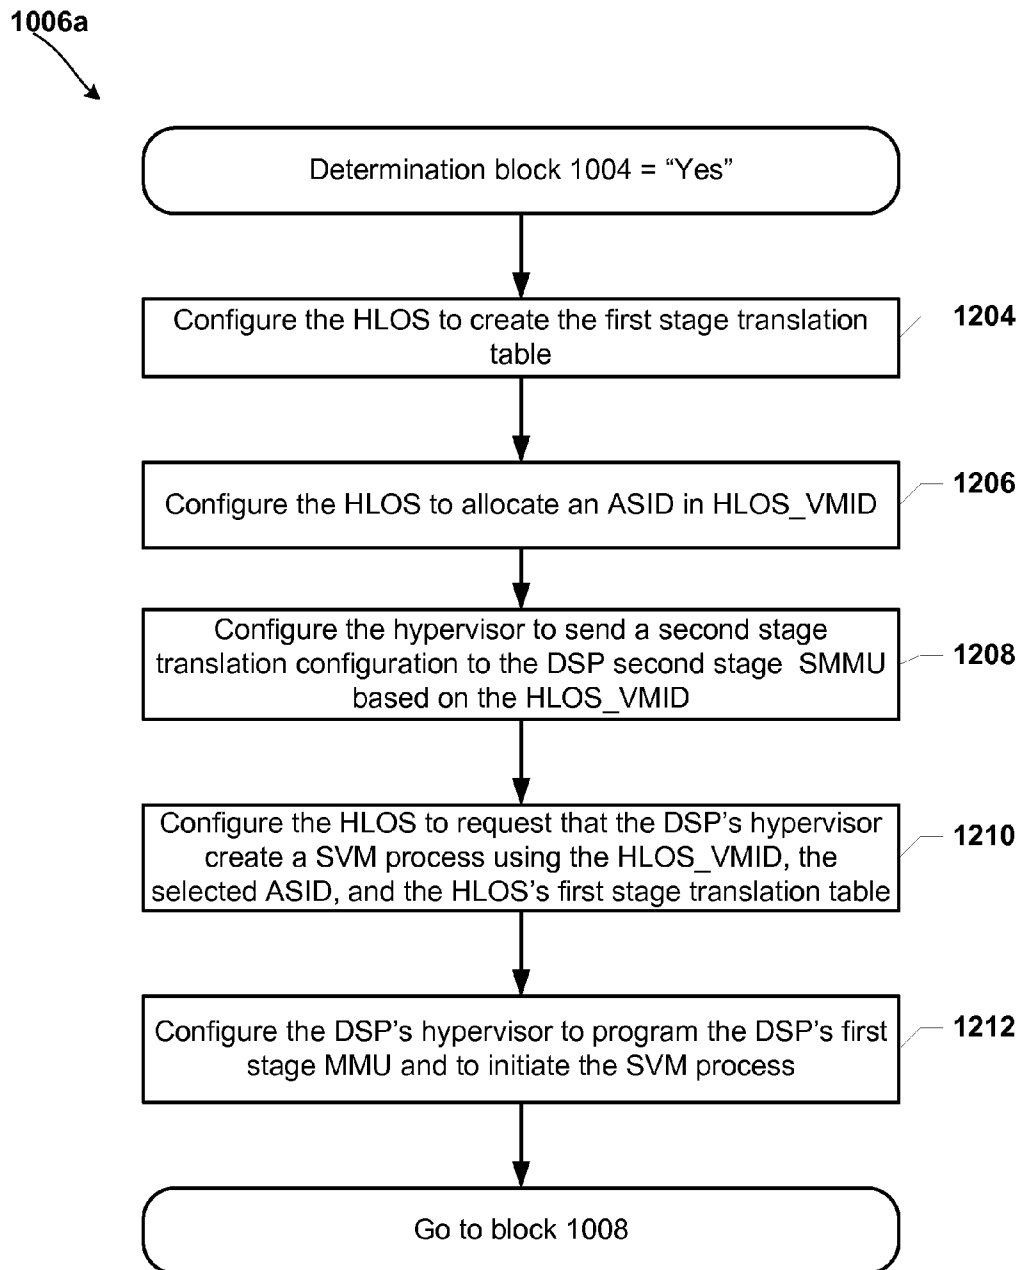 1006a
Determination block 1004 = “Yes”
Configure the HLOS to create the first stage translation
table
1204
Configure the HLOS to allocate an ASID in HLOS_VMID
1206
Configure the hypervisor to send a second stage
translation configuration to the DSP second stage SMMU
based on the HLOS_VMID
1208
Configure the HLOS to request that the DSP’s hypervisor
create a SVM process using the HLOS_VMID, the
selected ASID, and the HLOS’s first stage translation table
1210
Configure the DSP’s hypervisor to program the DSP’s first
stage MMU and to initiate the SVM process
1212
Go to block 1008